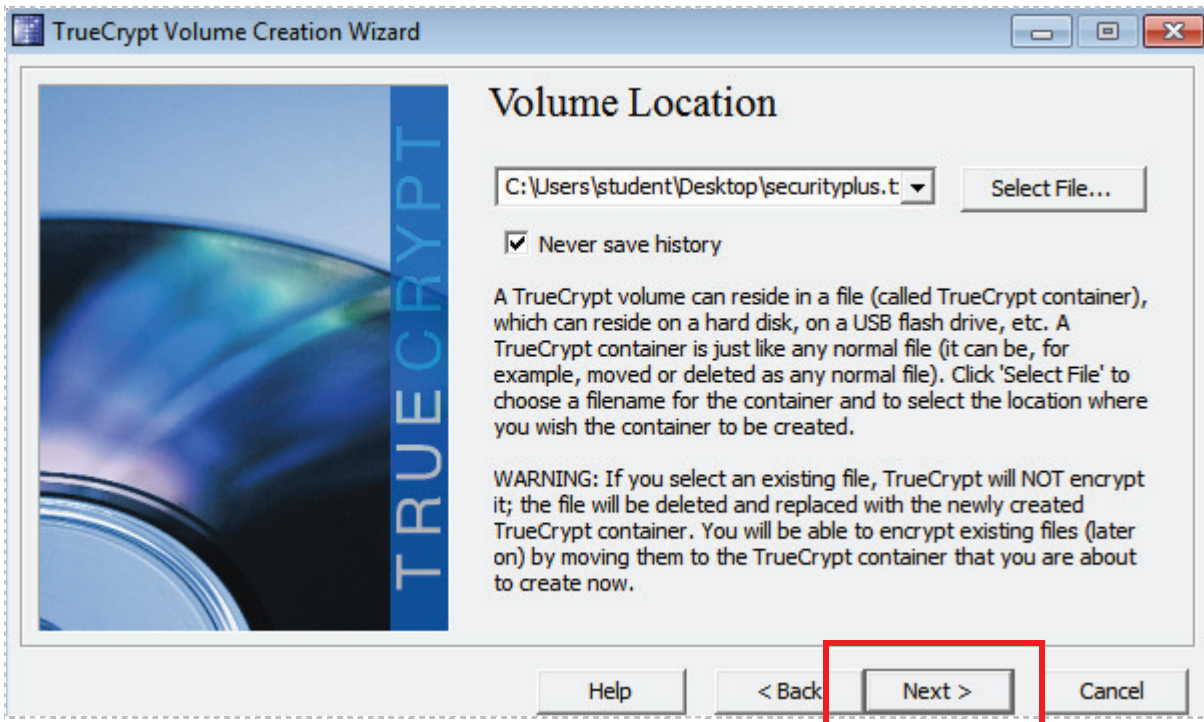 TrueCrypt Volume Creation Wizard
TRUECRYPT
Volume Location
C:\Users\student\Desktop\securityplus.t
Select File...
Never save history
A TrueCrypt volume can reside in a file (called TrueCrypt container),
which can reside on a hard disk, on a USB flash drive, etc. A
TrueCrypt container is just like any normal file (it can be, for
example, moved or deleted as any normal file). Click 'Select File' to
choose a filename for the container and to select the location where
you wish the container to be created.
WARNING: If you select an existing file, TrueCrypt will NOT encrypt
it; the file will be deleted and replaced with the newly created
TrueCrypt container. You will be able to encrypt existing files (later
on) by moving them to the TrueCrypt container that you are about
to create now.
Help
< Back
Next >
Cancel